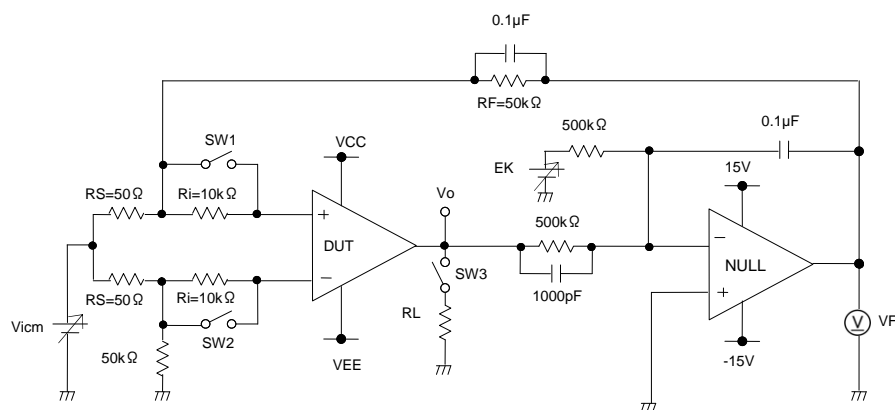 0.1μF
RF=50kΩ
SW1
VCC
500kΩ
0.1μF
EK
15V
RS=50Ω
Ri=10kΩ
Vo
500kΩ
+
DUT
−
−
NULL
+
RS=50Ω
Ri=10kΩ
SW3
1000pF
Vicm
SW2
RL
V
VF
50kΩ
VEE
-15V